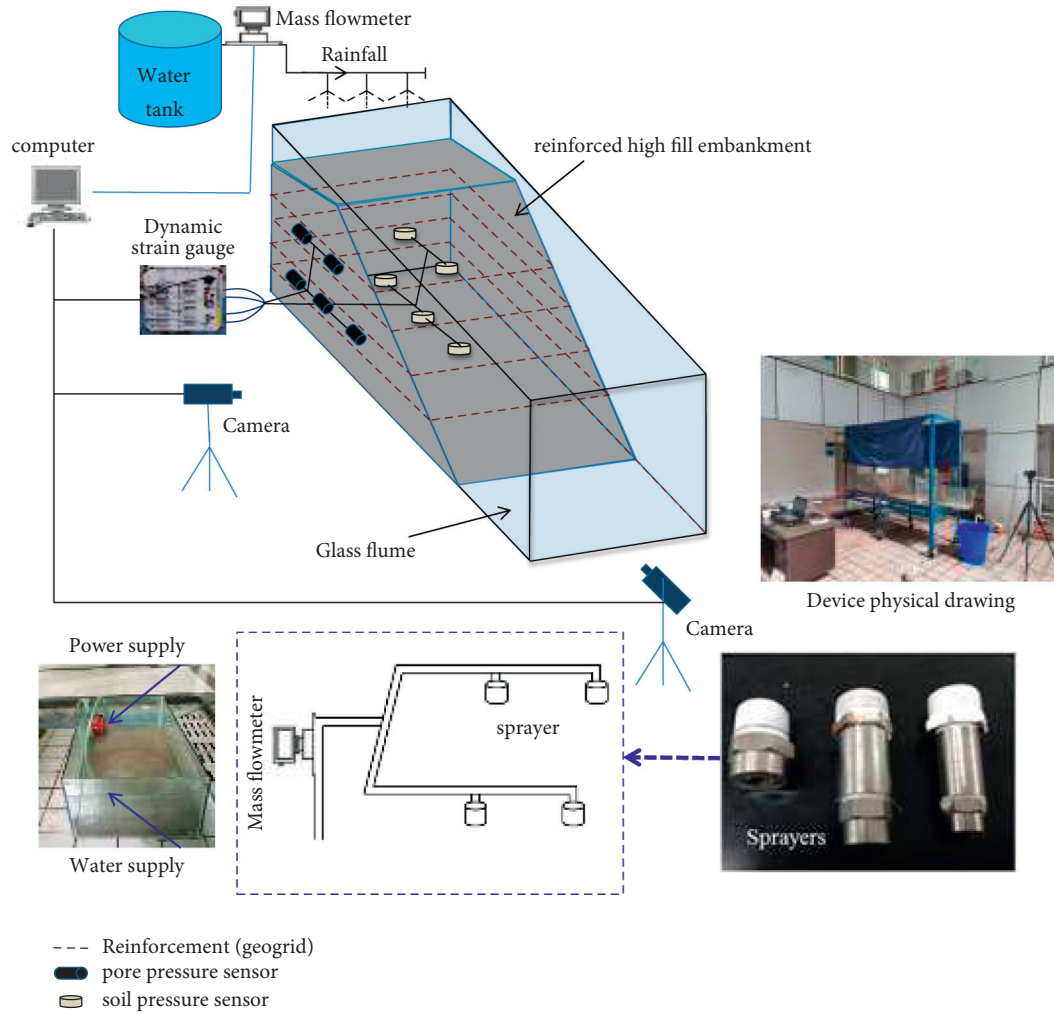 Mass flowmeter
Rainfall
Water
tank
computer
reinforced high fill embankment
Dynamic
strain gauge
Camera
Glass flume
Device physical drawing
Camera
Power supply
Water supply
Mass flowmeter
sprayer
Sprayers
Reinforcement (geogrid)
pore pressure sensor
soil pressure sensor